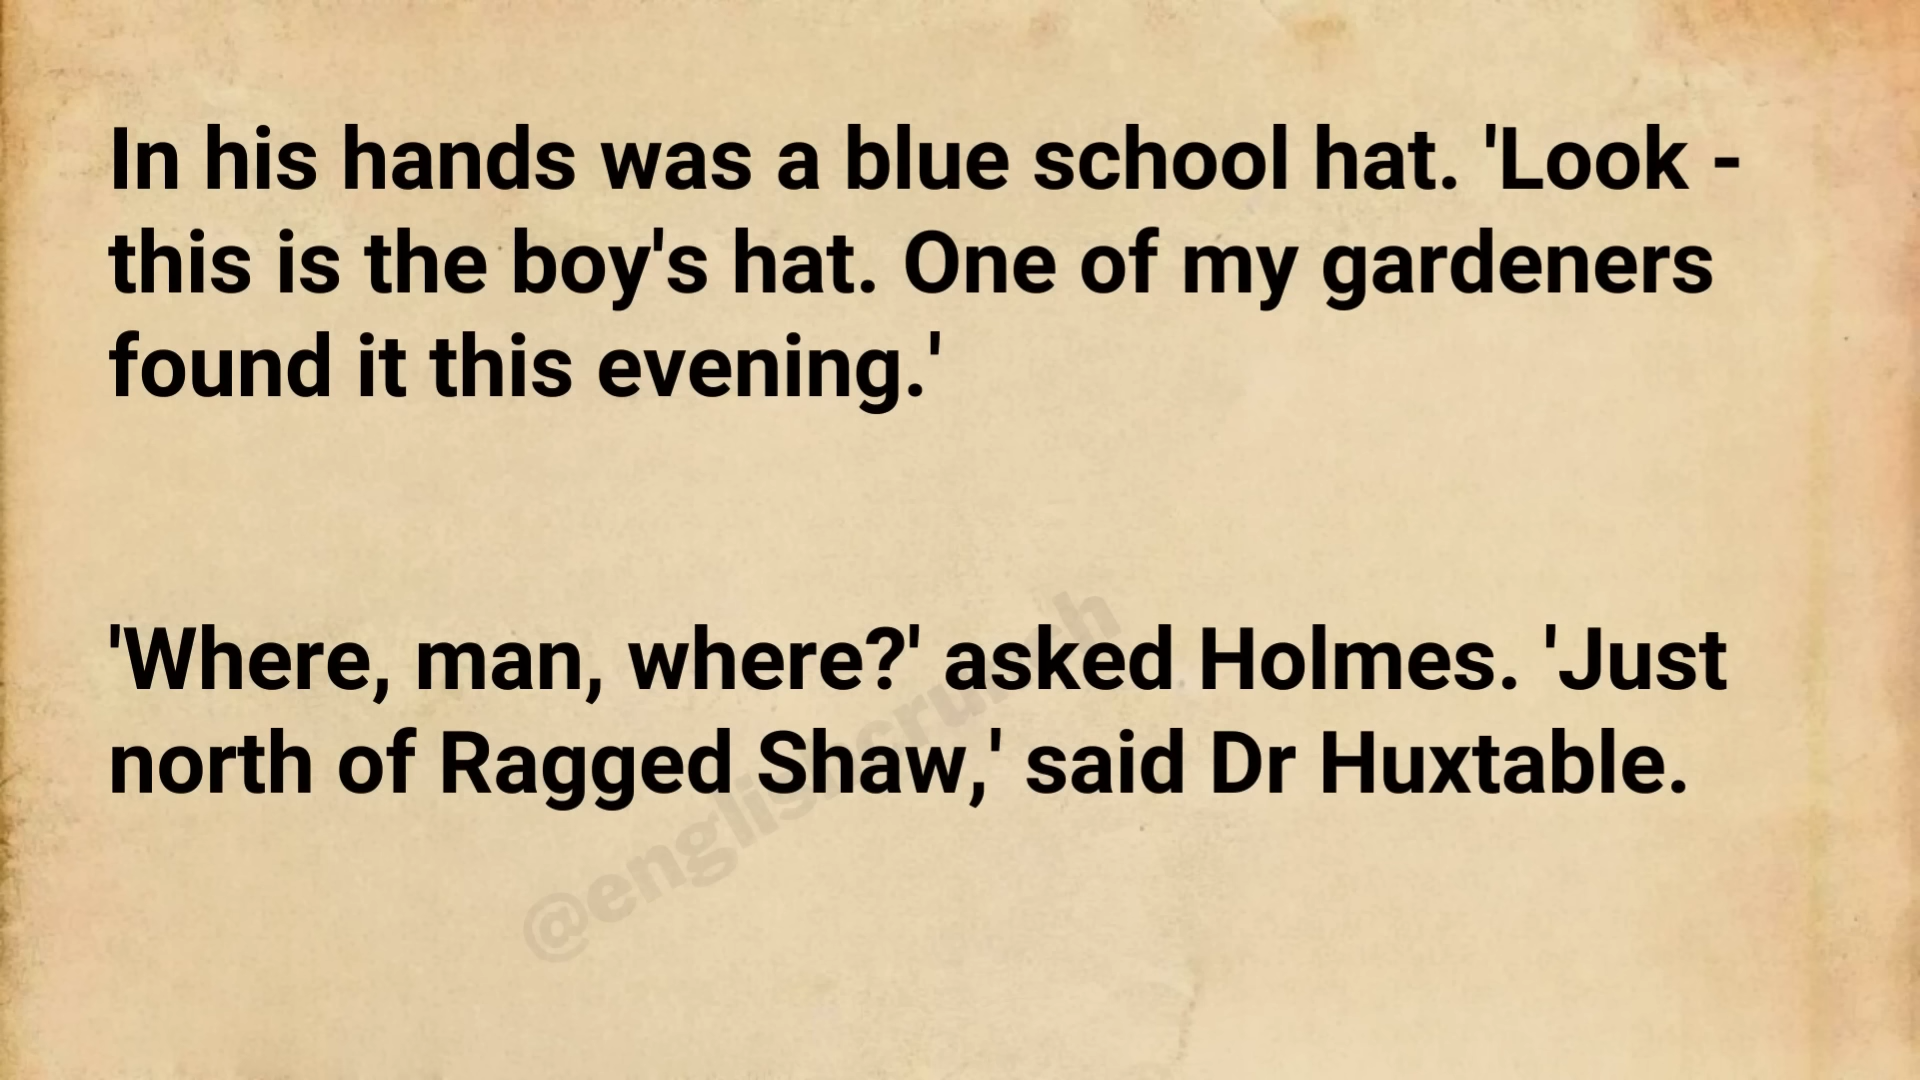 In his hands was a blue school hat. 'Look -
this is the boy's hat. One of my gardeners
found it this evening.'
'Where, man, where?' asked Holmes. 'Just
north of Ragged Shaw,' said Dr Huxtable.
@englishcrush